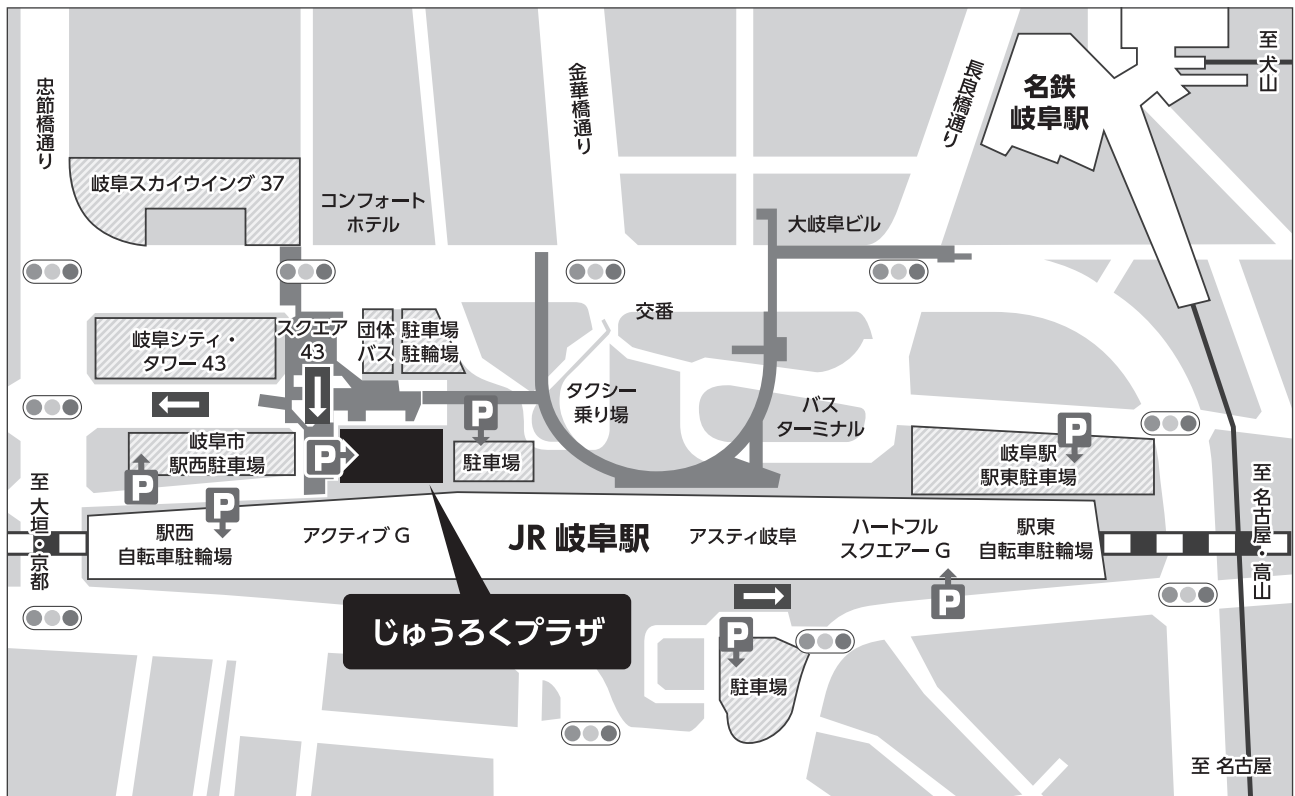 至 犬山
忠節橋通り
金華橋通り
長良橋通り
名鉄
岐阜駅
岐阜スカイウイング 37
コンフォート
ホテル
大岐阜ビル
交番
岐阜シティ・
タワー 43
スクエア
43
団体
バス
駐車場
駐輪場
タクシー
乗り場
バス
ターミナル
P
岐阜市
駅西駐車場
P
P
駐車場
P
岐阜駅
駅東駐車場
P
至 大垣・京都
駅西
自転車駐輪場
アクティブ G
JR 岐阜駅
アスティ岐阜
ハートフル
スクエアー G
駅東
自転車駐輪場
至 名古屋・高山
P
じゅうろくプラザ
P
P
駐車場
至 名古屋